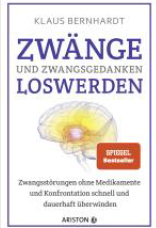 KLAUS BERNHARDT
ZWÄNGE
UND ZWANGSGEDANKEN
LOSWERDEN
SPIEGEL
Bestseller
Zwangsstörungen ohne Medikamente
und Konfrontation schnell und
dauerhaft überwinden
ARISTON